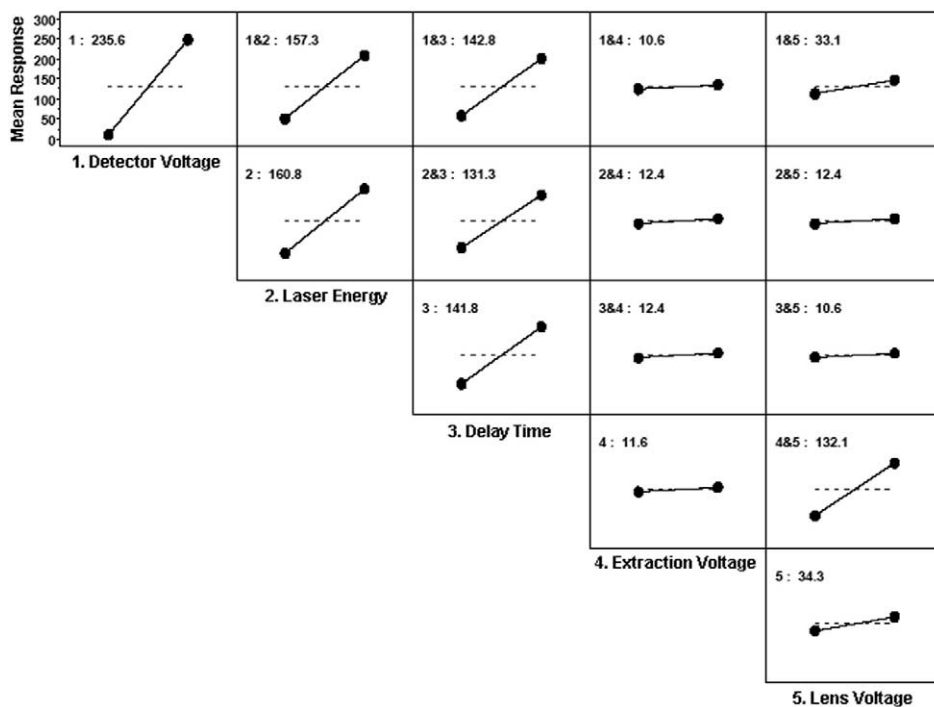 300
250
200
150
100
50
0
Mean Response
1 : 235.6
1&2 : 157.3
1&3 : 142.8
1&4 : 10.6
1&5 : 33.1
1. Detector Voltage
2 : 160.8
2&3 : 131.3
2&4 : 12.4
2&5 : 12.4
2. Laser Energy
3 : 141.8
3&4 : 12.4
3&5 : 10.6
3. Delay Time
4 : 11.6
4&5 : 132.1
4. Extraction Voltage
5 : 34.3
5. Lens Voltage